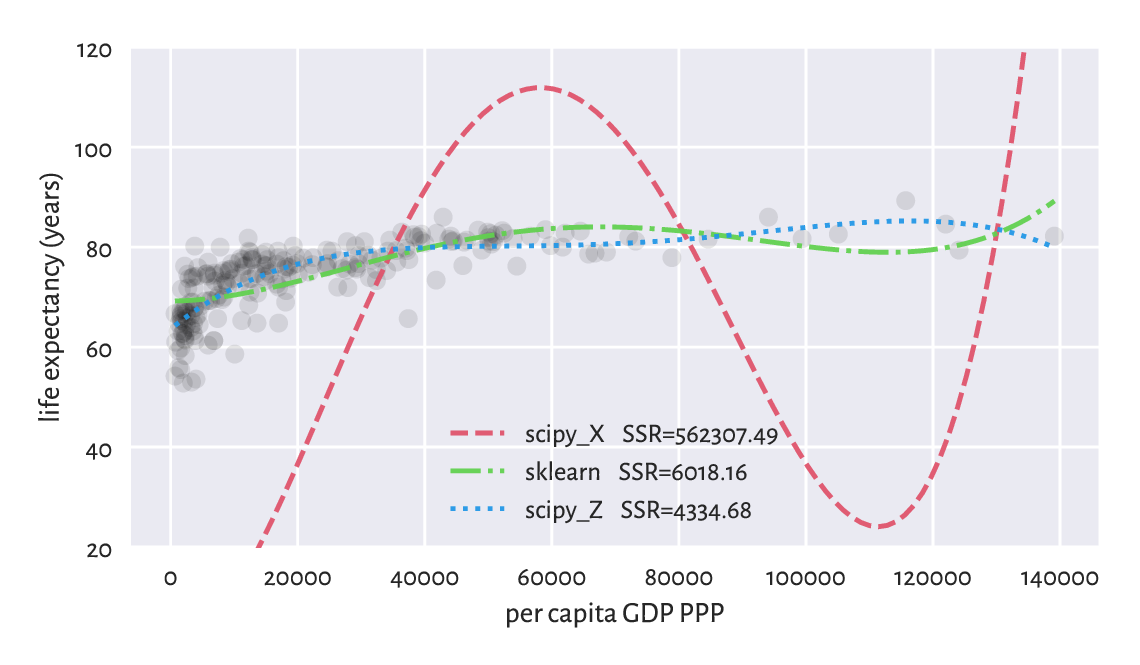 120
100
80
60
40
20
life expectancy (years)
scipy_X SSR=562307.49
sklearn SSR=6018.16
scipy_Z SSR=4334.68
0 20000 40000 60000 80000 100000 120000 140000
per capita GDP PPP